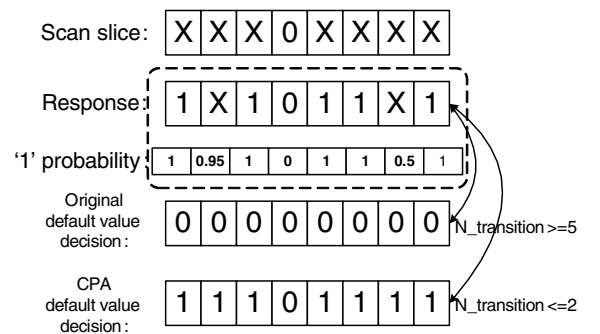 Scan slice: X X X 0 X X X X
Response: 1 X 1 0 1 1 X 1
'1' probability: 1 0.95 1 0 1 1 0.5 1
Original
default value
decision:
0 0 0 0 0 0 0 0
N_transition>=5
CPA
default value
decision:
1 1 1 0 1 1 1 1
N_transition<=2